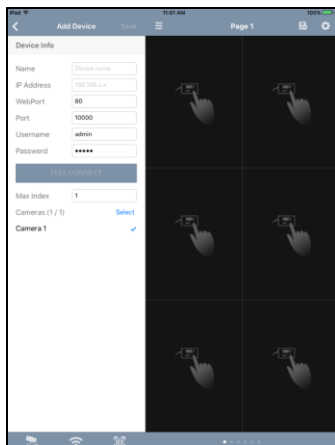 iPad 11:01 AM 100%
Add Device Save
Page 1
Device Info
Name Device name
IP Address 192.168.x.x
WebPort 80
Port 10000
Username admin
Password •••••
TEST CONNECT
Max Index 1
Cameras (1 / 1) Select
Camera 1